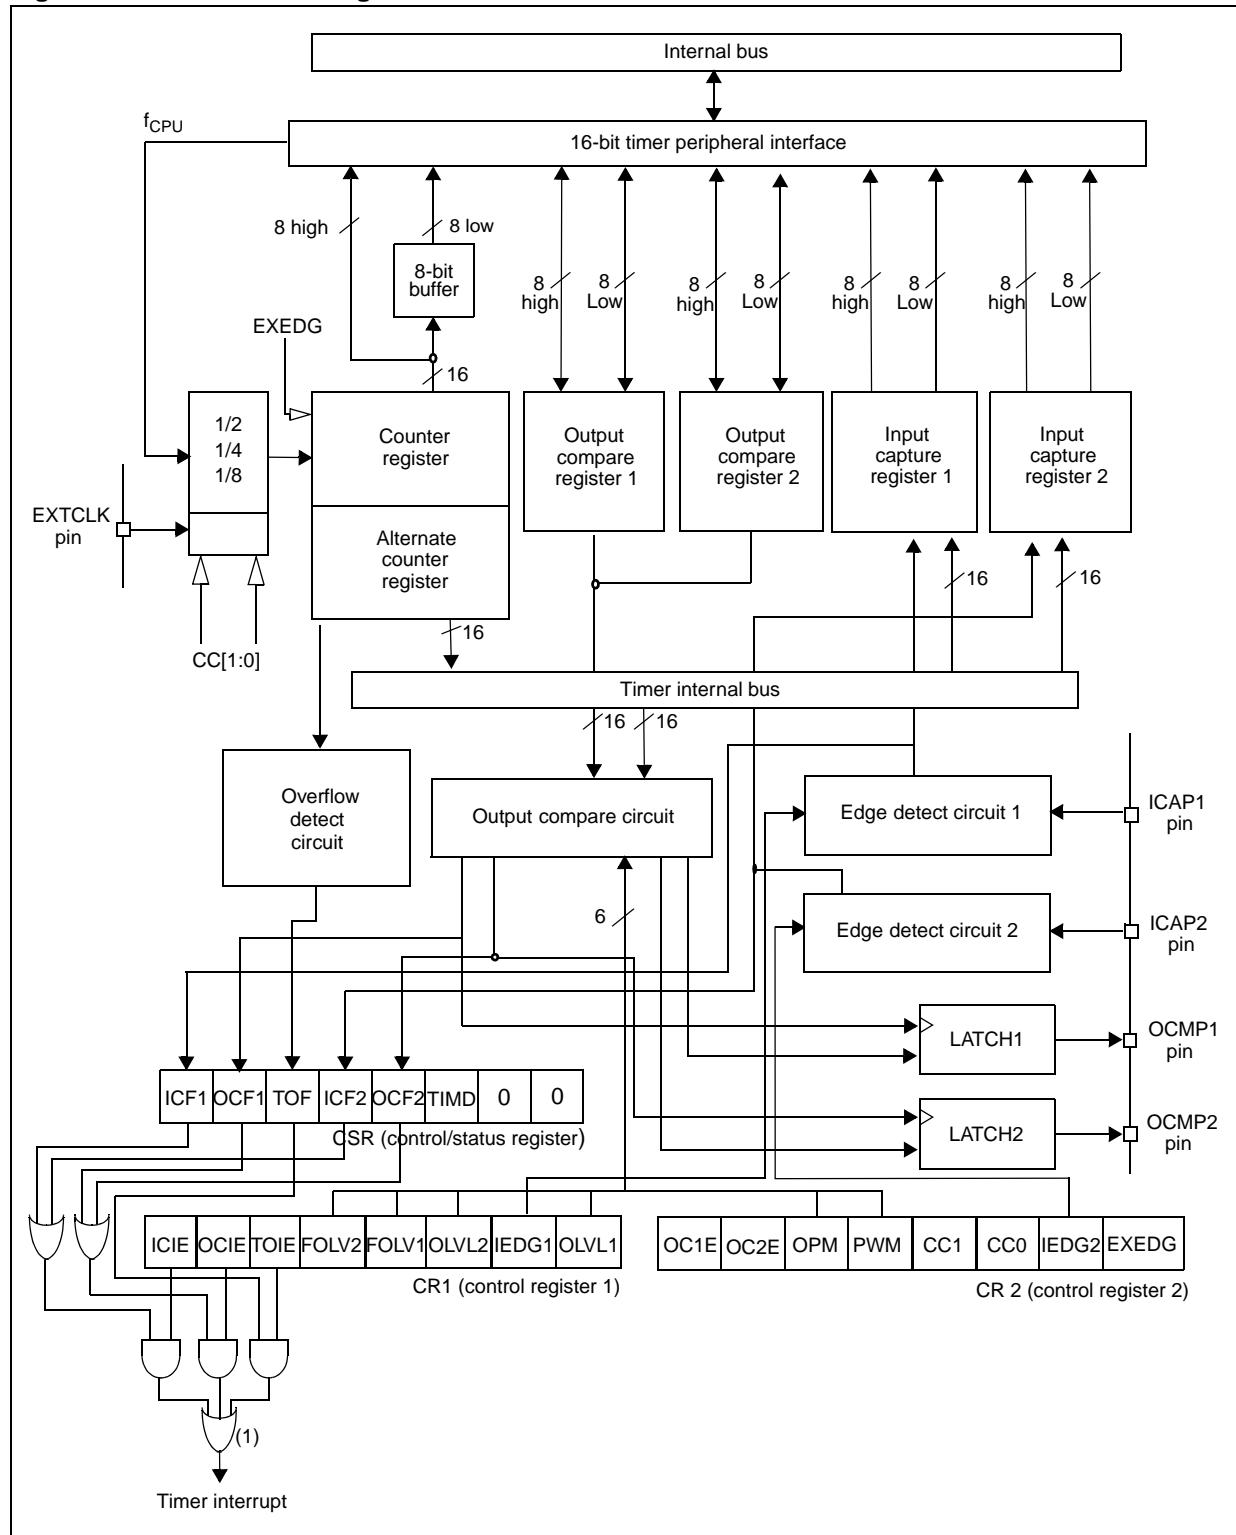 Internal bus
fCPU
16-bit timer peripheral interface
8 high
8 low
8-bit
buffer
8
high
8
Low
8
high
8
Low
8
high
8
Low
8
high
8
Low
EXEDG
16
1/2
1/4
1/8
Counter
register
Output
compare
register 1
Output
compare
register 2
Input
capture
register 1
Input
capture
register 2
EXTCLK
pin
Alternate
counter
register
16
16
16
CC[1:0]
Timer internal bus
16
16
Overflow
detect
circuit
Output compare circuit
Edge detect circuit 1
ICAP1
pin
6
Edge detect circuit 2
ICAP2
pin
LATCH1
OCMP1
pin
ICF1 OCF1 TOF ICF2 OCF2 TIMD 0 0
CSR (control/status register)
LATCH2
OCMP2
pin
ICIE OCIE TOIE FOLV2 FOLV1 OLVL2 IEDG1 OLVL1
CR1 (control register 1)
OC1E OC2E OPM PWM CC1 CC0 IEDG2 EXEDG
CR 2 (control register 2)
(1)
Timer interrupt